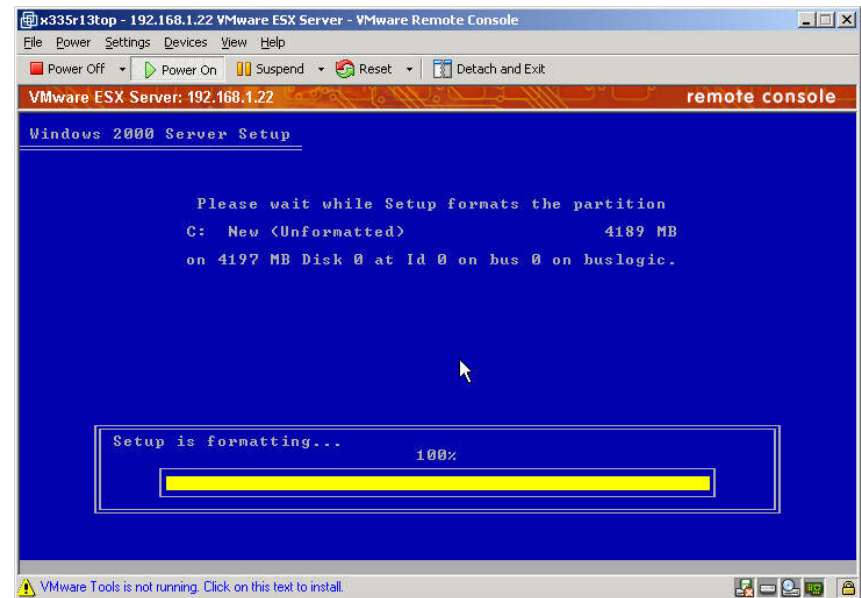 x335r13top - 192.168.1.22 VMware ESX Server - VMware Remote Console
File Power Settings Devices View Help
Power Off Power On Suspend Reset Detach and Exit
VMware ESX Server: 192.168.1.22 remote console
Windows 2000 Server Setup
Please wait while Setup formats the partition
C: New (Unformatted) 4189 MB
on 4197 MB Disk 0 at Id 0 on bus 0 on buslogic.
Setup is formatting...
100%
VMware Tools is not running. Click on this text to install.